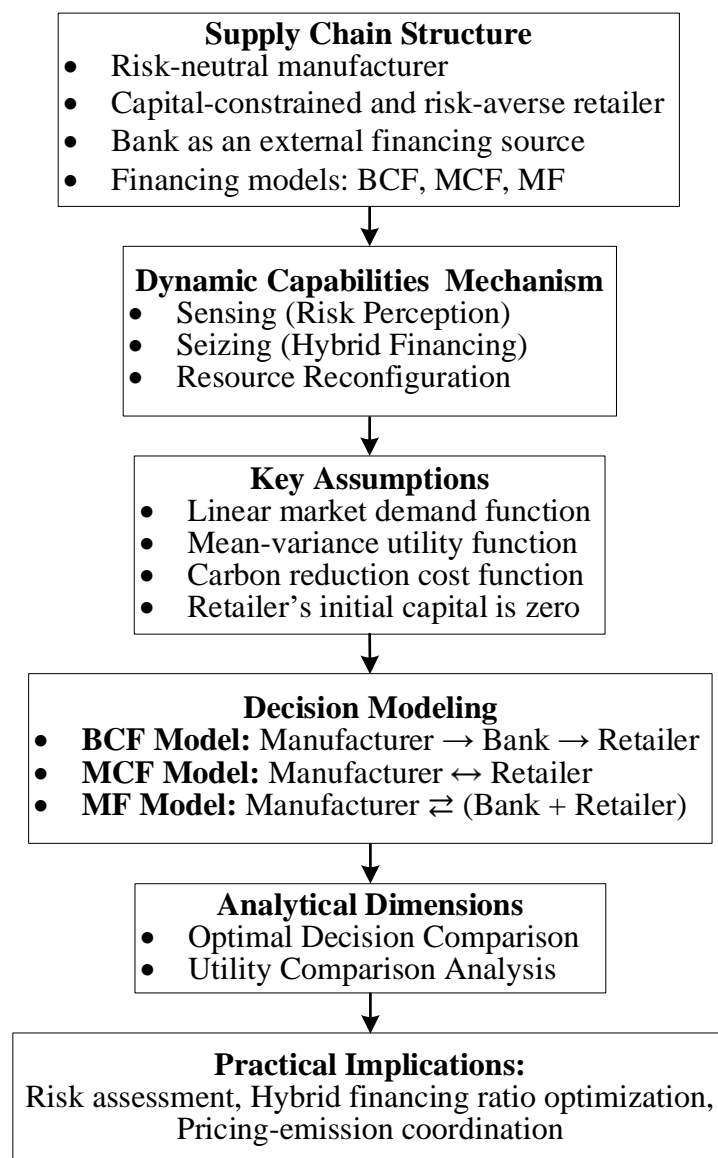 Supply Chain Structure
• Risk-neutral manufacturer
• Capital-constrained and risk-averse retailer
• Bank as an external financing source
• Financing models: BCF, MCF, MF
Dynamic Capabilities Mechanism
• Sensing (Risk Perception)
• Seizing (Hybrid Financing)
• Resource Reconfiguration
Key Assumptions
• Linear market demand function
• Mean-variance utility function
• Carbon reduction cost function
• Retailer’s initial capital is zero
Decision Modeling
• BCF Model: Manufacturer → Bank → Retailer
• MCF Model: Manufacturer ↔ Retailer
• MF Model: Manufacturer ⇄ (Bank + Retailer)
Analytical Dimensions
• Optimal Decision Comparison
• Utility Comparison Analysis
Practical Implications:
Risk assessment, Hybrid financing ratio optimization,
Pricing-emission coordination